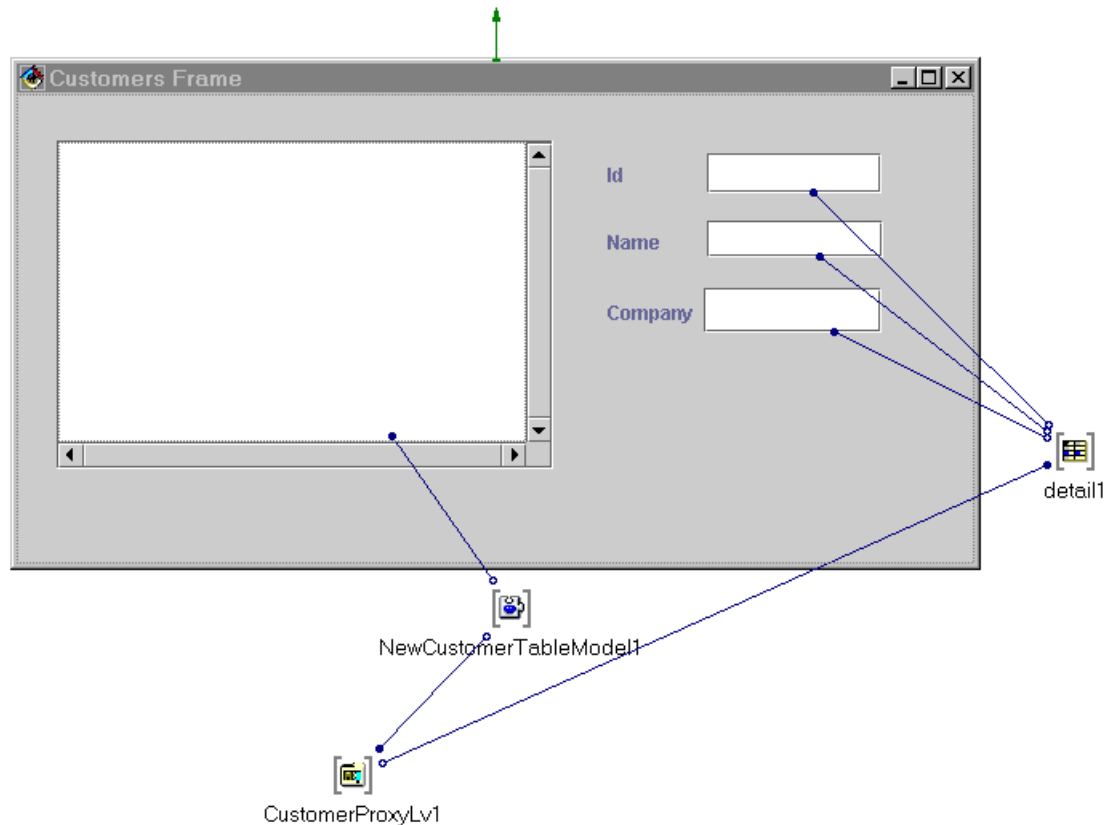 Customers Frame
Id
Name
Company
detail1
NewCustomerTableModel1
CustomerProxyLv1